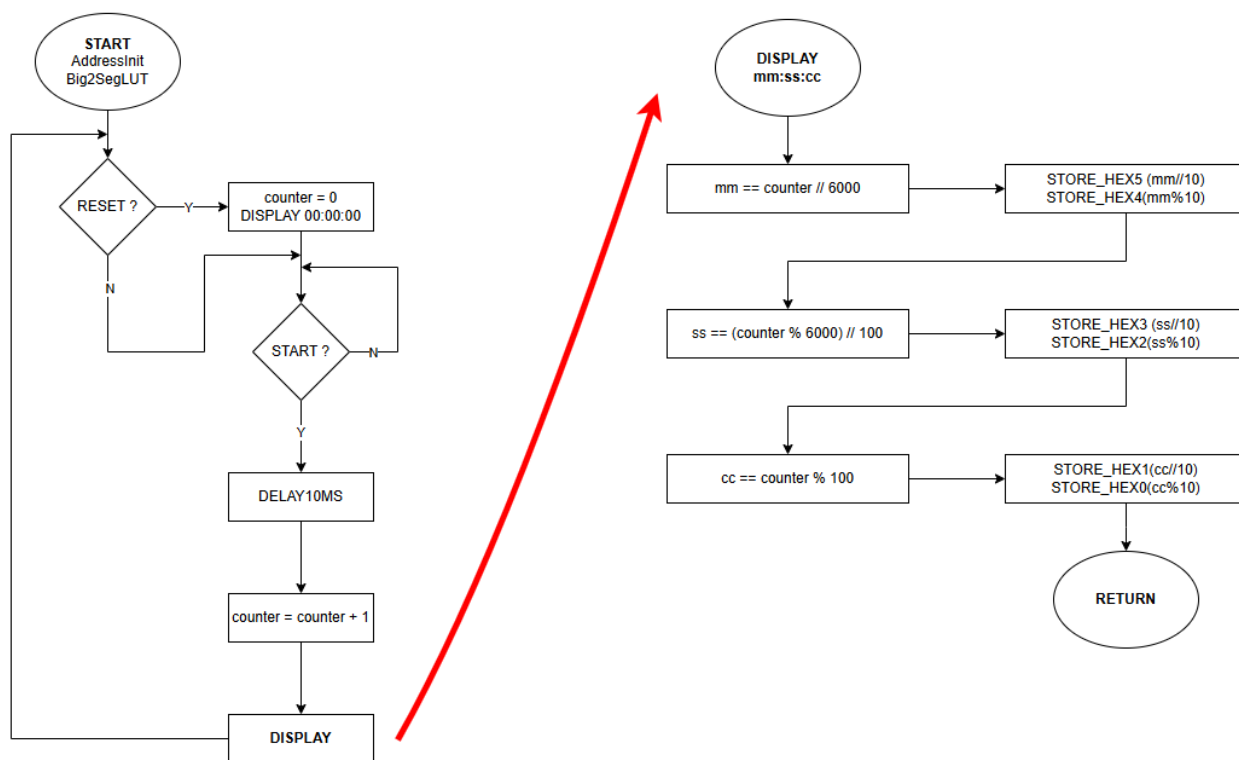 START
AddressInit
Big2SegLUT
RESET ?
Y
counter = 0
DISPLAY 00:00:00
N
START ?
N
Y
DELAY10MS
counter = counter + 1
DISPLAY
DISPLAY
mm:ss:cc
mm == counter // 6000
STORE_HEX5 (mm//10)
STORE_HEX4(mm%10)
ss == (counter % 6000) // 100
STORE_HEX3 (ss//10)
STORE_HEX2(ss%10)
cc == counter % 100
STORE_HEX1(cc//10)
STORE_HEX0(cc%10)
RETURN